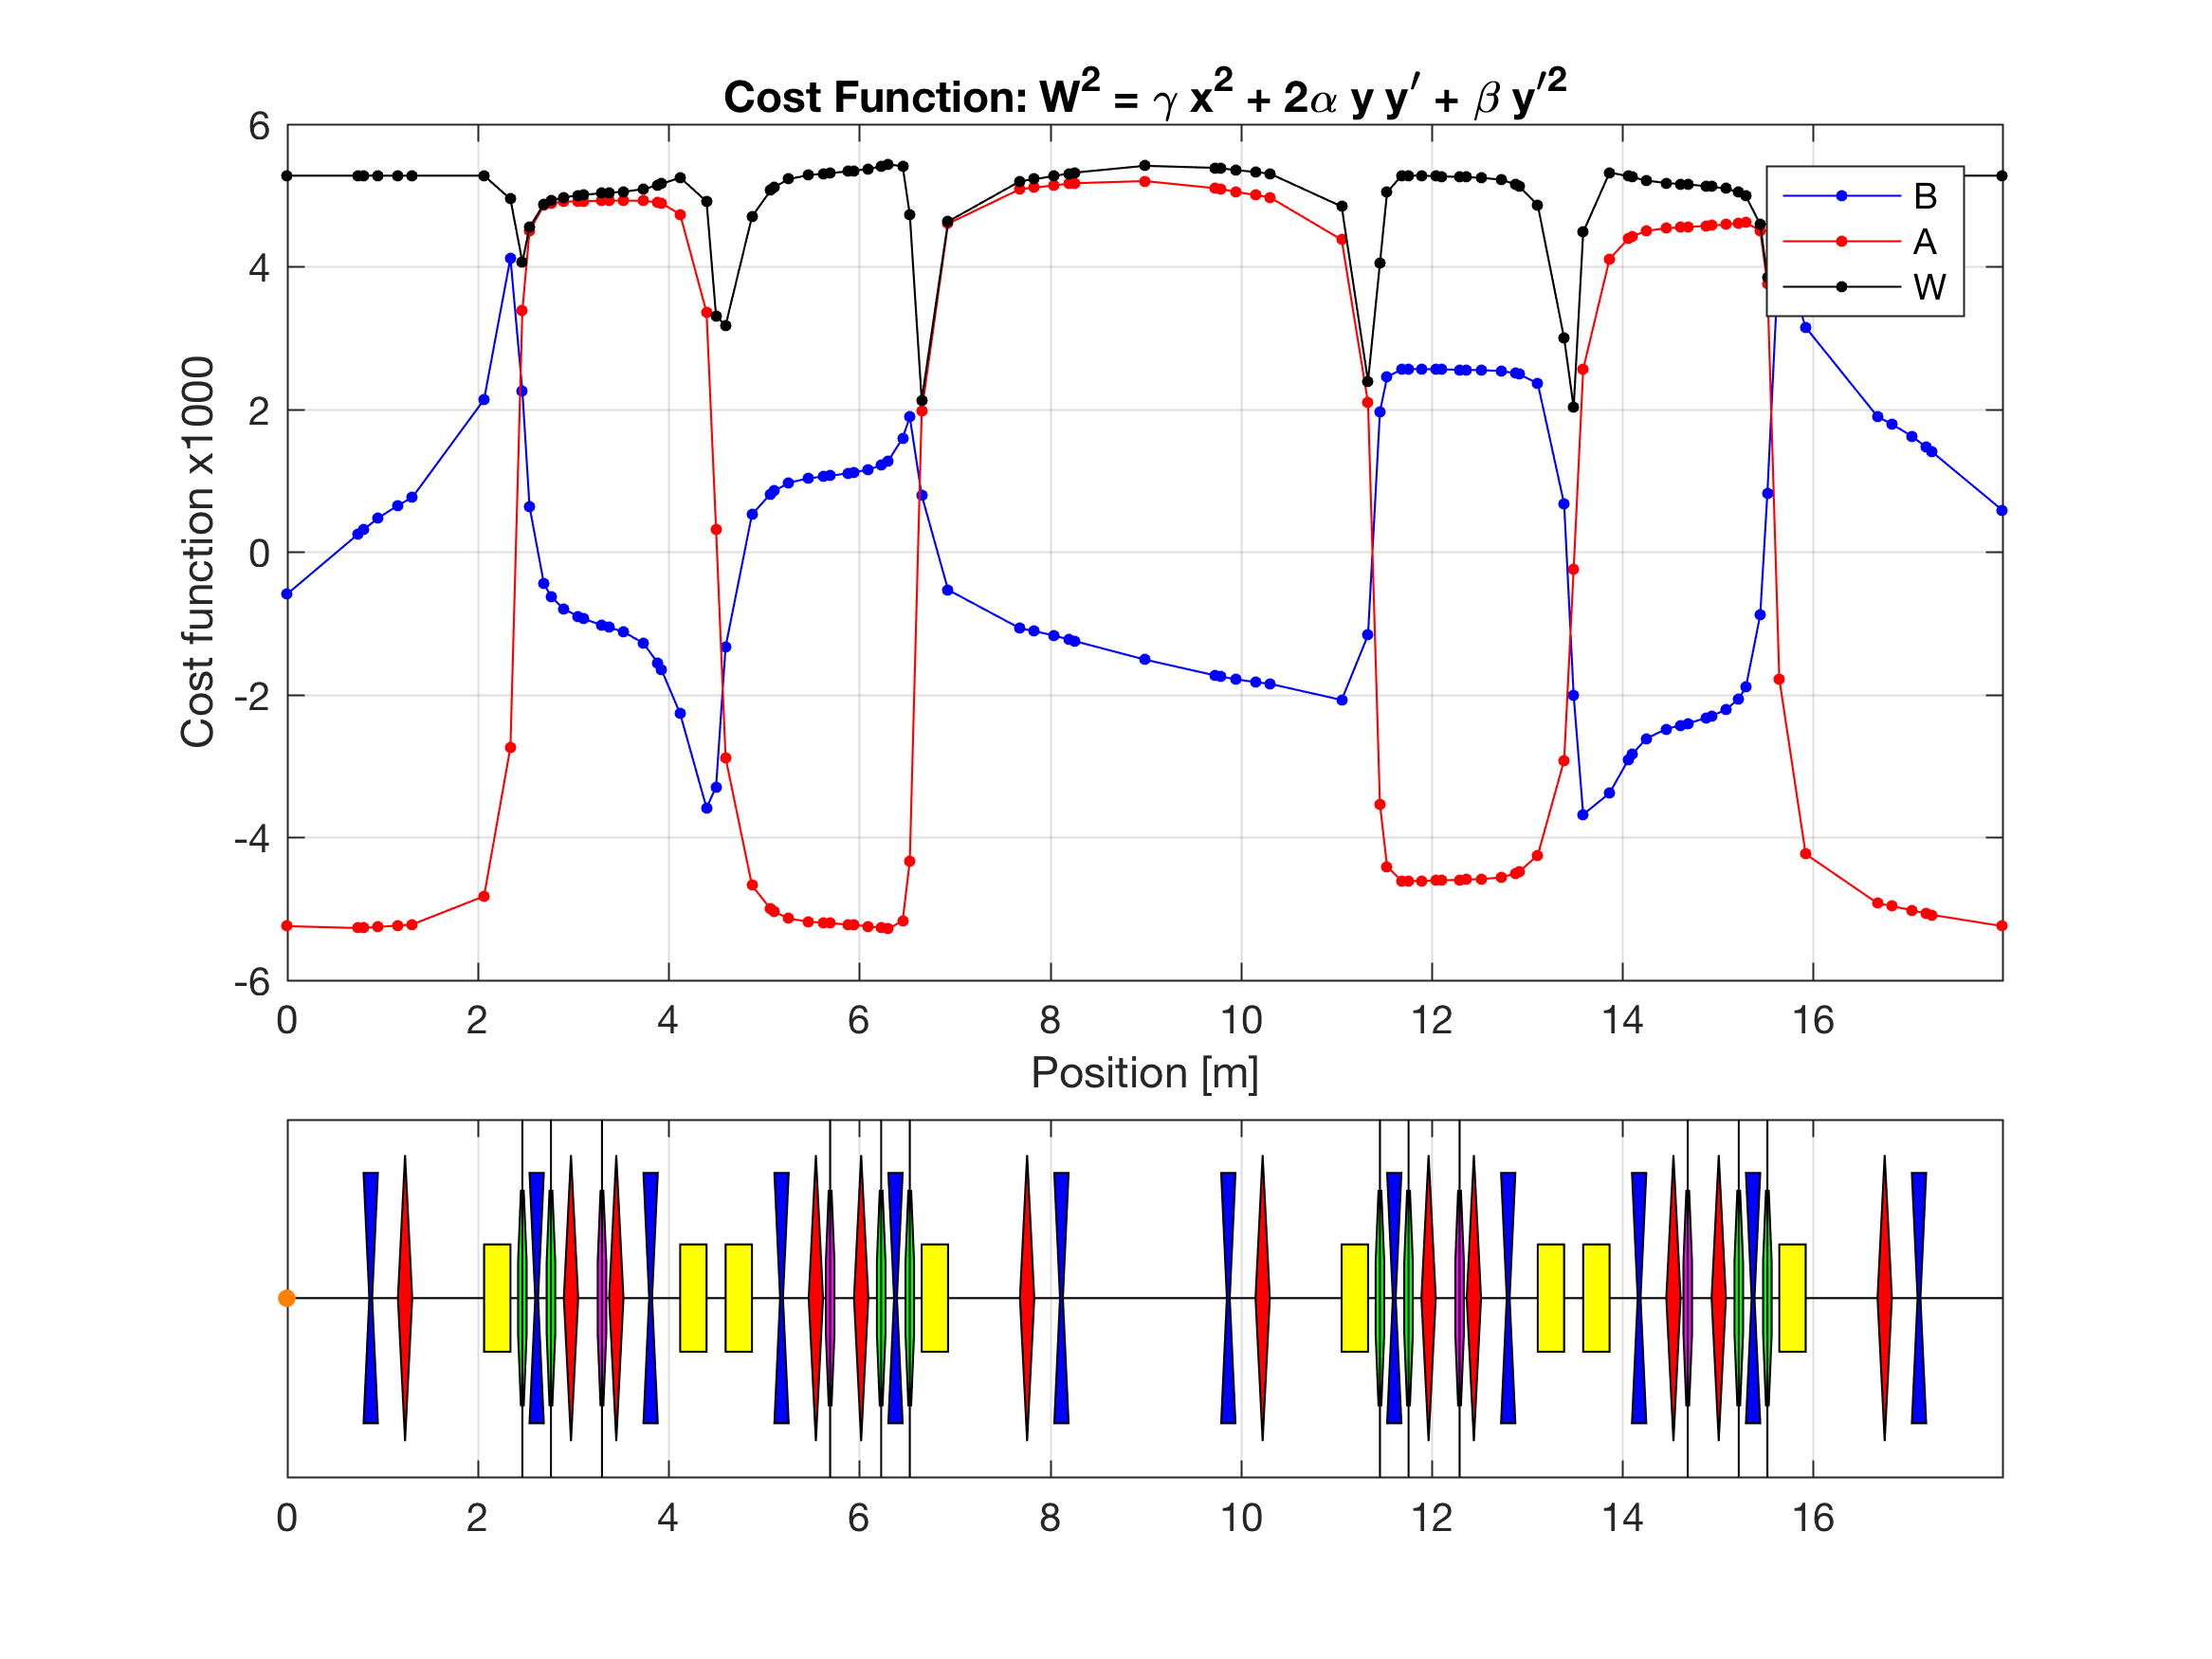 Cost Function: W² = γ x² + 2α y y′ + β y′²
6
4
2
0
-2
-4
-6
Cost function x1000
B
A
W
0 2 4 6 8 10 12 14 16
Position [m]
0 2 4 6 8 10 12 14 16